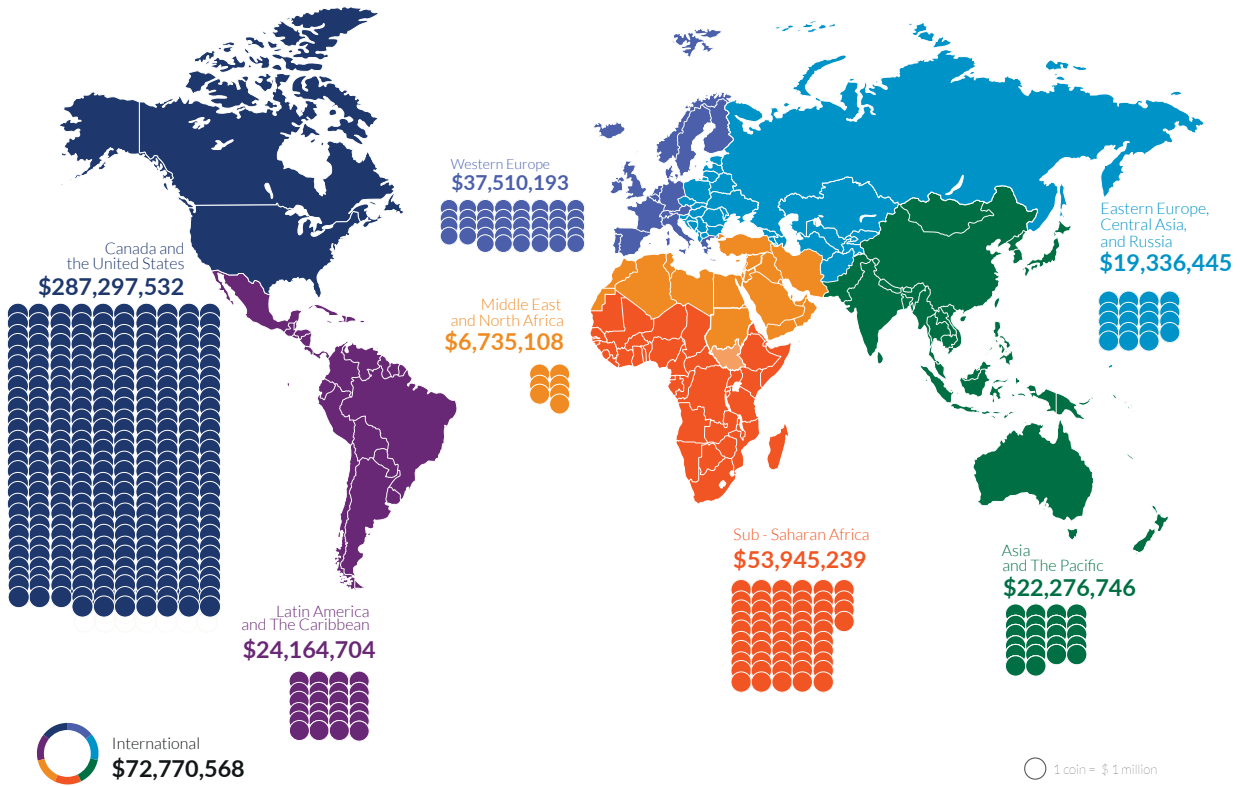 Western Europe
$37,510,193
Eastern Europe,
Central Asia,
and Russia
$19,336,445
Canada and
the United States
$287,297,532
Middle East
and North Africa
$6,735,108
Sub - Saharan Africa
$53,945,239
Asia
and The Pacific
$22,276,746
Latin America
and The Caribbean
$24,164,704
International
$72,770,568
1 coin = $ 1 million